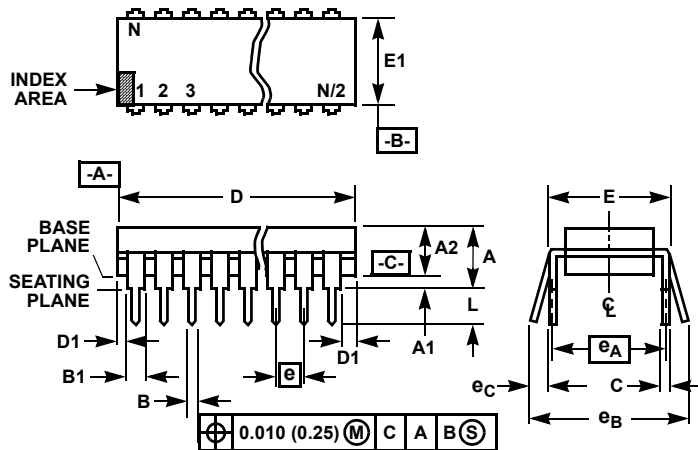 N
E1
INDEX
AREA
1 2 3 N/2
-B-
-A-
D
E
BASE
PLANE
A2
A
-C-
SEATING
PLANE
L
C
L
D1
A1
D1
eA
B1
e
eC
C
B
eB
0.010 (0.25) M C A B S